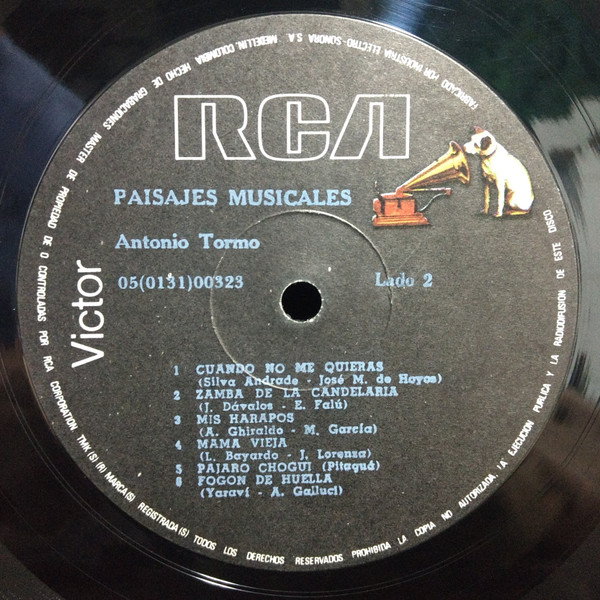 RCA
Victor
PAISAJES MUSICALES
Antonio Tormo
05(0131)00323
Lado 2
1 CUANDO NO ME QUIERAS
(Silva Andrade - José M. de Hoyos)
2 ZAMBA DE LA CANDELARIA
(J. Dávalos - E. Falú)
3 MIS HARAPOS
(A. Ghiraldo - M. García)
4 MAMA VIEJA
(L. Bayardo - J. Lorenza)
5 PAJARO CHOGUI (Pitagué)
6 FOGON DE HUELLA
(Yaraví - A. Galluci)
FABRICADO POR INDUSTRIA ELECTRO-SONORA S.A. MEDELLIN, COLOMBIA HECHO DE GRABACIONES MASTER DE PROPIEDAD DE O CONTROLADAS POR RCA CORPORATION TMK(S) (R) MARCA(S) REGISTRADA(S) TODOS LOS DERECHOS RESERVADOS PROHIBIDA LA COPIA NO AUTORIZADA, LA EJECUCION PUBLICA Y LA RADIODIFUSION DE ESTE DISCO